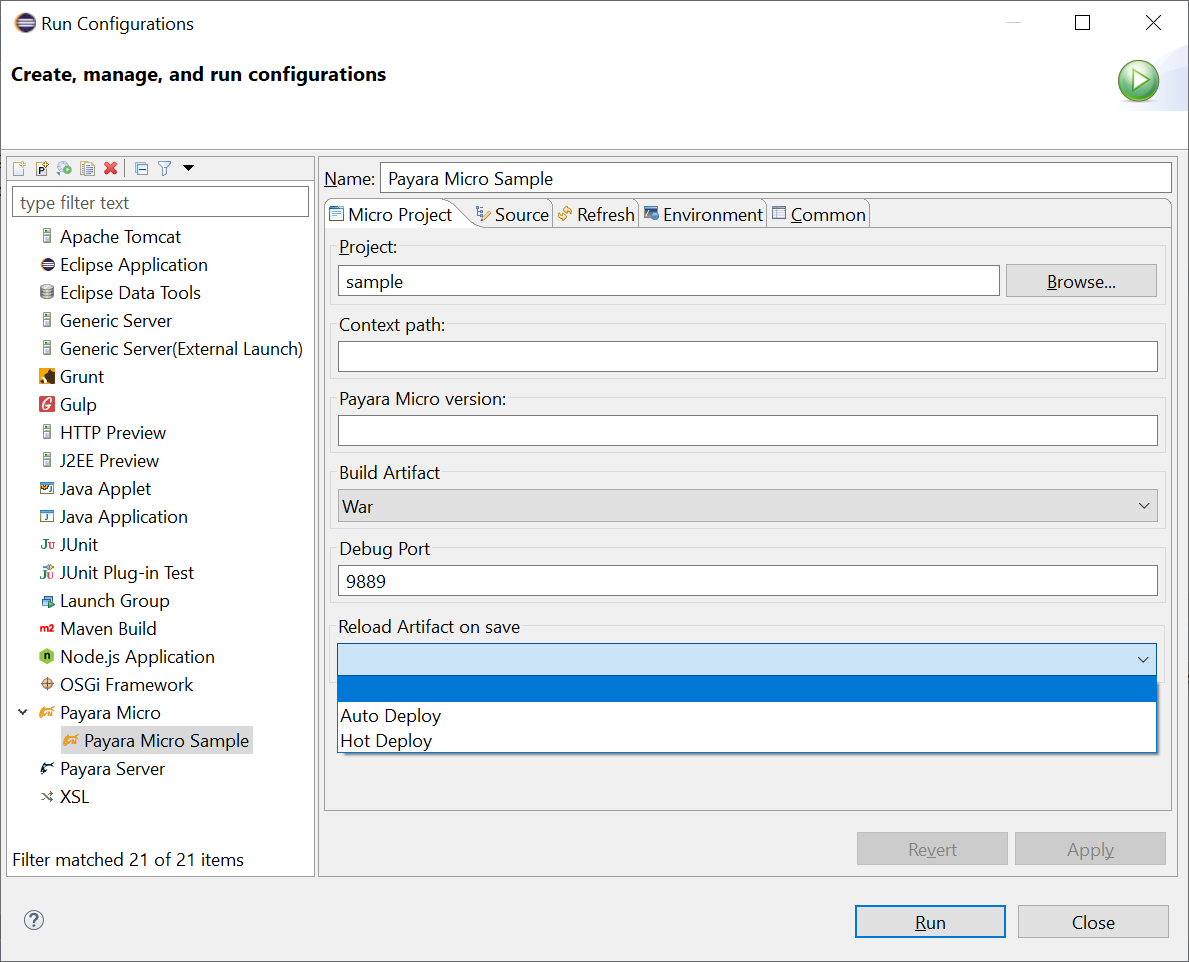 Run Configurations
Create, manage, and run configurations
type filter text
Apache Tomcat
Eclipse Application
Eclipse Data Tools
Generic Server
Generic Server(External Launch)
Grunt
Gulp
HTTP Preview
J2EE Preview
Java Applet
Java Application
JUnit
JUnit Plug-in Test
Launch Group
Maven Build
Node.js Application
OSGi Framework
Payara Micro
Payara Micro Sample
Payara Server
XSL
Filter matched 21 of 21 items
Name: Payara Micro Sample
Micro Project Source Refresh Environment Common
Project:
sample Browse...
Context path:
Payara Micro version:
Build Artifact
War
Debug Port
9889
Reload Artifact on save
Auto Deploy
Hot Deploy
Revert Apply
Run Close